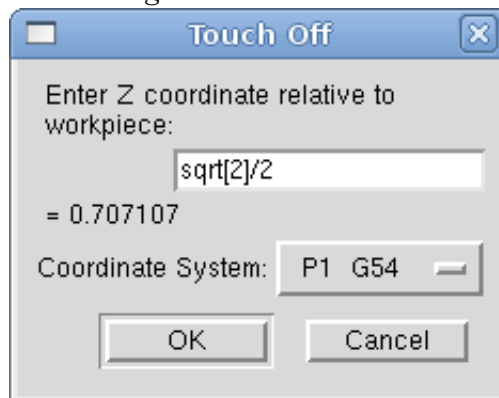 Touch Off
Enter Z coordinate relative to
workpiece:
sqrt[2]/2
= 0.707107
Coordinate System: P1 G54
OK Cancel